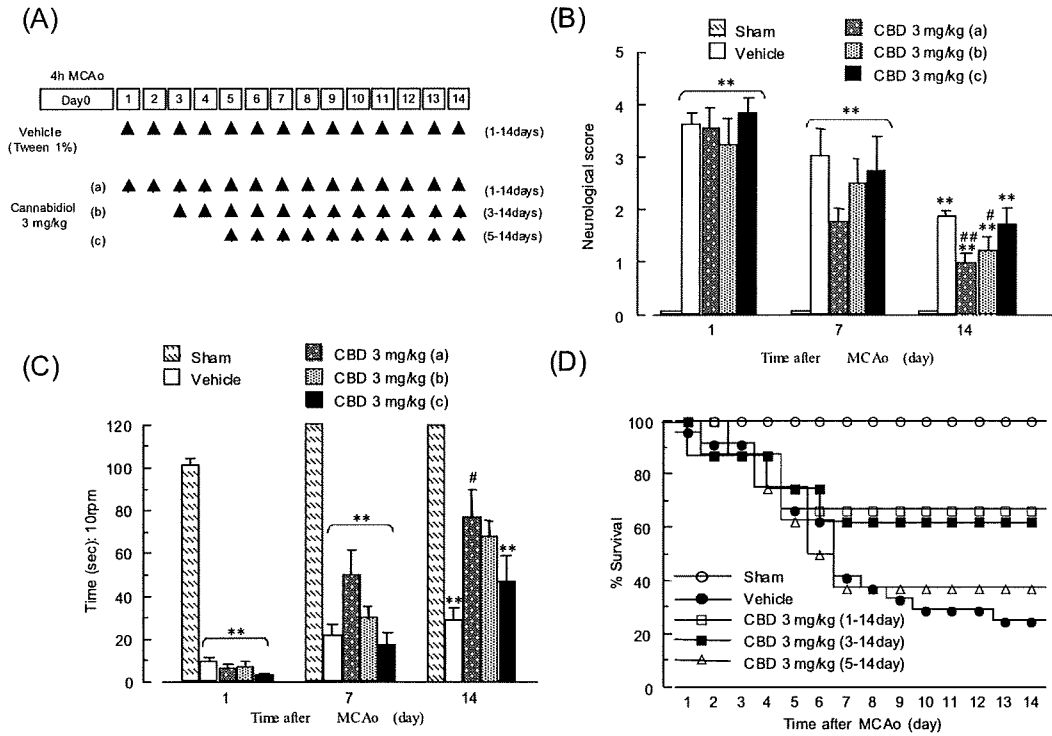 (A)
4h MCAo
Day0 1 2 3 4 5 6 7 8 9 10 11 12 13 14
Vehicle
(Tween 1%)
(1-14days)
Cannabidiol
3 mg/kg
(a) (1-14days)
(b) (3-14days)
(c) (5-14days)
(B)
Sham
Vehicle
CBD 3 mg/kg (a)
CBD 3 mg/kg (b)
CBD 3 mg/kg (c)
Neurological score
5
4
3
2
1
0
**
**
**
##
**
#
**
**
1 7 14
Time after MCAo (day)
(C)
Sham
Vehicle
CBD 3 mg/kg (a)
CBD 3 mg/kg (b)
CBD 3 mg/kg (c)
Time (sec): 10rpm
120
100
80
60
40
20
0
**
**
**
#
**
1 7 14
Time after MCAo (day)
(D)
% Survival
100
80
60
40
20
0
Sham
Vehicle
CBD 3 mg/kg (1-14day)
CBD 3 mg/kg (3-14day)
CBD 3 mg/kg (5-14day)
1 2 3 4 5 6 7 8 9 10 11 12 13 14
Time after MCAo (day)